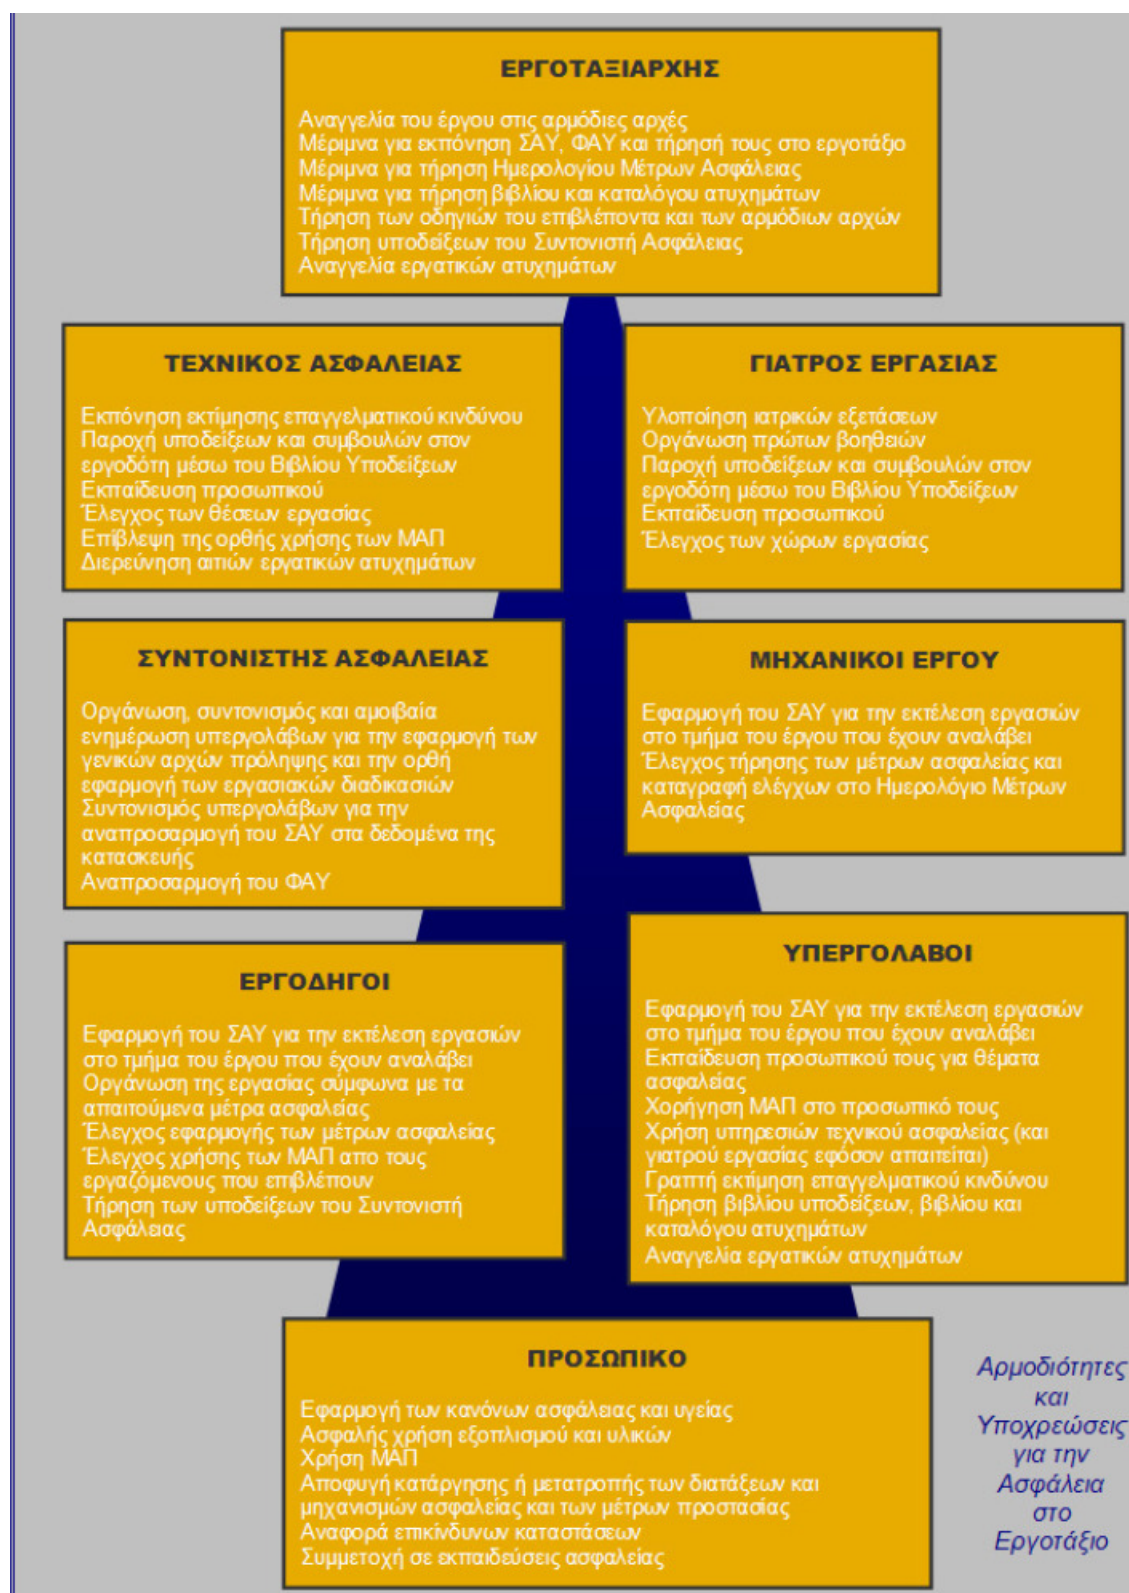 ΕΡΓΟΤΑΞΙΑΡΧΗΣ
Αναγγελία του έργου στις αρμόδιες αρχές
Μέριμνα για εκπόνηση ΣΑΥ, ΦΑΥ και τήρησή τους στο εργοτάξιο
Μέριμνα για τήρηση Ημερολογίου Μέτρων Ασφάλειας
Μέριμνα για τήρηση βιβλίου και καταλόγου ατυχημάτων
Τήρηση των οδηγιών του επιβλέποντα και των αρμόδιων αρχών
Τήρηση υποδείξεων του Συντονιστή Ασφάλειας
Αναγγελία εργατικών ατυχημάτων
ΤΕΧΝΙΚΟΣ ΑΣΦΑΛΕΙΑΣ
Εκπόνηση εκτίμησης επαγγελματικού κινδύνου
Παροχή υποδείξεων και συμβουλών στον
εργοδότη μέσω του Βιβλίου Υποδείξεων
Εκπαίδευση προσωπικού
Έλεγχος των θέσεων εργασίας
Επίβλεψη της ορθής χρήσης των ΜΑΠ
Διερεύνηση αιτιών εργατικών ατυχημάτων
ΓΙΑΤΡΟΣ ΕΡΓΑΣΙΑΣ
Υλοποίηση ιατρικών εξετάσεων
Οργάνωση πρώτων βοηθειών
Παροχή υποδείξεων και συμβουλών στον
εργοδότη μέσω του Βιβλίου Υποδείξεων
Εκπαίδευση προσωπικού
Έλεγχος των χώρων εργασίας
ΣΥΝΤΟΝΙΣΤΗΣ ΑΣΦΑΛΕΙΑΣ
Οργάνωση, συντονισμός και αμοιβαία
ενημέρωση υπεργολάβων για την εφαρμογή των
γενικών αρχών πρόληψης και την ορθή
εφαρμογή των εργασιακών διαδικασιών
Συντονισμός υπεργολάβων για την
αναπροσαρμογή του ΣΑΥ στα δεδομένα της
κατασκευής
Αναπροσαρμογή του ΦΑΥ
ΜΗΧΑΝΙΚΟΙ ΕΡΓΟΥ
Εφαρμογή του ΣΑΥ για την εκτέλεση εργασιών
στο τμήμα του έργου που έχουν αναλάβει
Έλεγχος τήρησης των μέτρων ασφαλείας και
καταγραφή ελέγχων στο Ημερολόγιο Μέτρων
Ασφαλείας
ΕΡΓΟΔΗΓΟΙ
Εφαρμογή του ΣΑΥ για την εκτέλεση εργασιών
στο τμήμα του έργου που έχουν αναλάβει
Οργάνωση της εργασίας σύμφωνα με τα
απαιτούμενα μέτρα ασφαλείας
Έλεγχος εφαρμογής των μέτρων ασφαλείας
Έλεγχος χρήσης των ΜΑΠ απο τους
εργαζόμενους που επιβλέπουν
Τήρηση των υποδείξεων του Συντονιστή
Ασφάλειας
ΥΠΕΡΓΟΛΑΒΟΙ
Εφαρμογή του ΣΑΥ για την εκτέλεση εργασιών
στο τμήμα του έργου που έχουν αναλάβει
Εκπαίδευση προσωπικού τους για θέματα
ασφαλείας
Χορήγηση ΜΑΠ στο προσωπικό τους
Χρήση υπηρεσιών τεχνικού ασφαλείας (και
γιατρού εργασίας εφόσον απαιτείται)
Γραπτή εκτίμηση επαγγελματικού κινδύνου
Τήρηση βιβλίου υποδείξεων, βιβλίου και
καταλόγου ατυχημάτων
Αναγγελία εργατικών ατυχημάτων
ΠΡΟΣΩΠΙΚΟ
Εφαρμογή των κανόνων ασφάλειας και υγείας
Ασφαλής χρήση εξοπλισμού και υλικών
Χρήση ΜΑΠ
Αποφυγή κατάργησης ή μετατροπής των διατάξεων και
μηχανισμών ασφαλείας και των μέτρων προστασίας
Αναφορά επικίνδυνων καταστάσεων
Συμμετοχή σε εκπαιδεύσεις ασφαλείας
Αρμοδιότητες
και
Υποχρεώσεις
για την
Ασφάλεια
στο
Εργοτάξιο